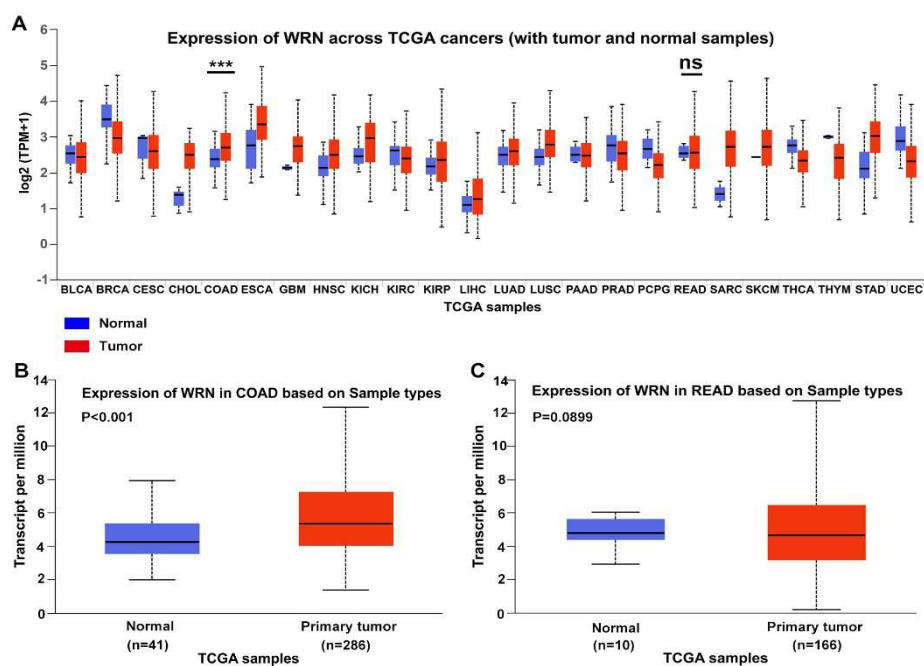 A
Expression of WRN across TCGA cancers (with tumor and normal samples)
***
ns
log2 (TPM+1)
6
5
4
3
2
1
0
-1
BLCA BRCA CESC CHOL COAD ESCA GBM HNSC KICH KIRC KIRP LIHC LUAD LUSC PAAD PRAD PCPG READ SARC SKCM THCA THYM STAD UCEC
TCGA samples
Normal
Tumor
B
Expression of WRN in COAD based on Sample types
P<0.001
Transcript per million
14
12
10
8
6
4
2
0
Normal
(n=41)
Primary tumor
(n=286)
TCGA samples
C
Expression of WRN in READ based on Sample types
P=0.0899
Transcript per million
14
12
10
8
6
4
2
0
Normal
(n=10)
Primary tumor
(n=166)
TCGA samples